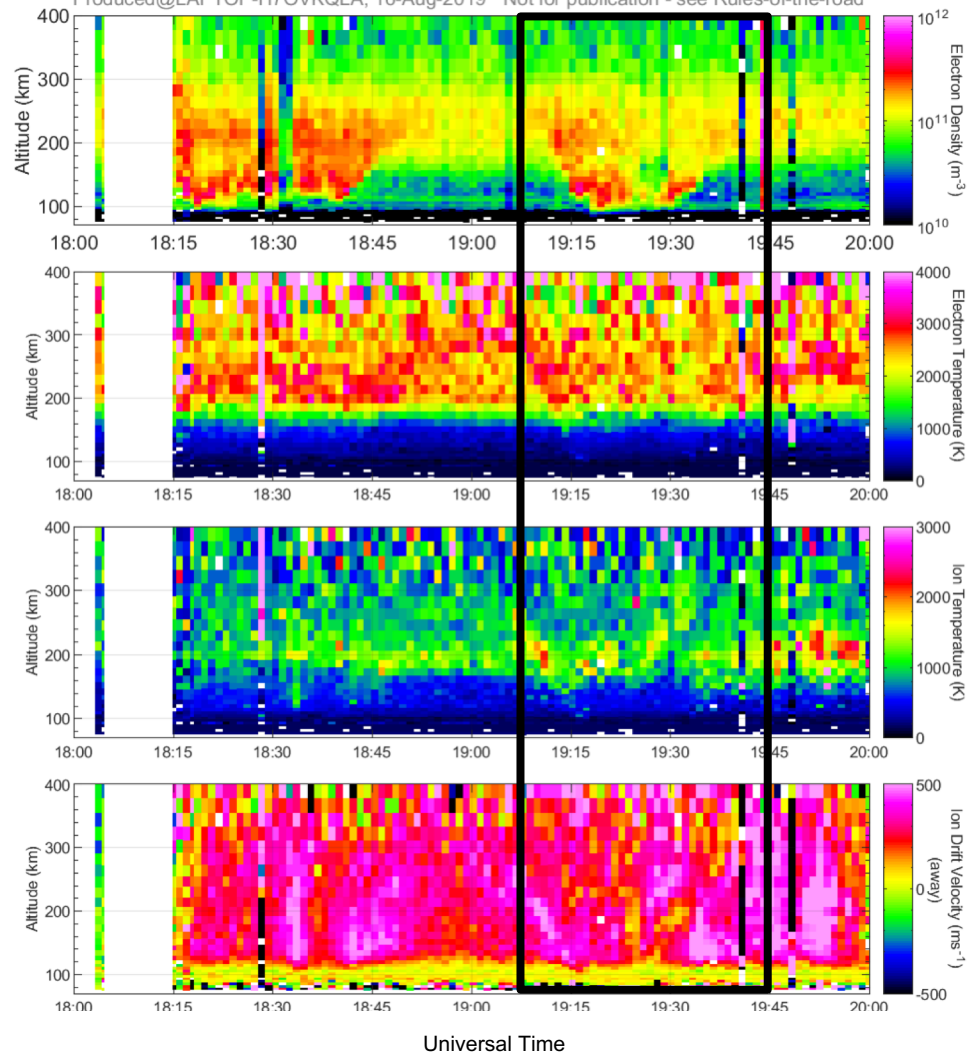 not for publication - see Rules-of-the-road
Altitude (km)
400
300
200
100
18:00 18:15 18:30 18:45 19:00 19:15 19:30 19:45 20:00
10^12
10^11
10^10
Electron Density (m^-3)
Altitude (km)
400
300
200
100
18:00 18:15 18:30 18:45 19:00 19:15 19:30 19:45 20:00
4000
3000
2000
1000
0
Electron Temperature (K)
Altitude (km)
400
300
200
100
18:00 18:15 18:30 18:45 19:00 19:15 19:30 19:45 20:00
3000
2000
1000
0
Ion Temperature (K)
Altitude (km)
400
300
200
100
18:00 18:15 18:30 18:45 19:00 19:15 19:30 19:45 20:00
500
0
-500
Ion Drift Velocity (ms^-1)
(away)
Universal Time